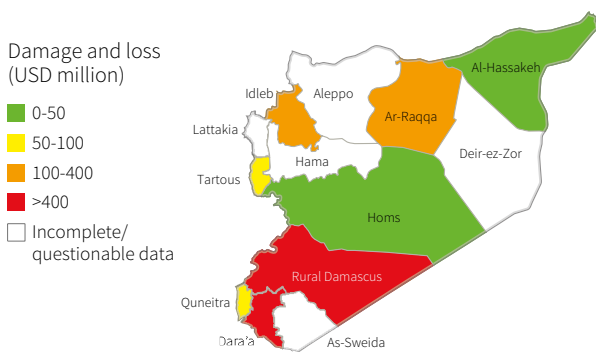 Damage and loss
(USD million)
0-50
50-100
100-400
>400
Incomplete/
questionable data
Al-Hassakeh
Idleb
Aleppo
Ar-Raqqa
Lattakia
Deir-ez-Zor
Hama
Tartous
Homs
Rural Damascus
Quneitra
Dara'a
As-Sweida